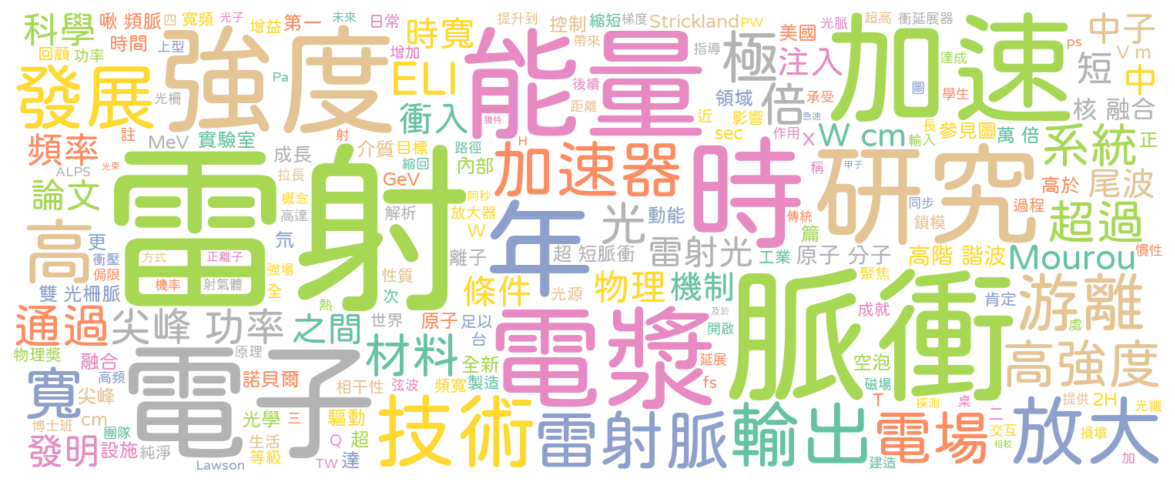 科學
啾 頻脈
四
寬頻
光子
未來
日常
提升到
梯度
PW
光脈
超高
衝延展器
ps
中子
回顧
功率
上型
時間
增益
第一
時寬
控制
縮短
Strickland
美國
達成
V m
發展
強度
能量
極
注入
加速
短
中
光柵
Pa
增加
ELI
後續
帶來
指導
距離
倍
領域
承受
圖
學生
核 融合
註
MeV
實驗室
射
衝入
獨特
近
影響
作用
急速
長
輸入
參見圖
萬 倍
系統
正
頻率
sec
X
W cm
ALPS
光束
成長
拉長
介質
目標
縮回
路徑
內部
H
加速器
時
研究
稱
甲子
高於
尾波
論文
雷射
概念
高達
GeV
阿秒
放大器
解析
W
年
光
動能
傳統
篇
同步
鎖模
過程
超過
高
更
衝壓
侷限
氘
方式
正離子
強場
性質
離子
超 短脈衝
雷射光
工業
原子 分子
高階 諧波
Mourou
慣性
雙 光柵脈
機率
射氣體
全
熱
次
條件
光源
物理
機制
聚焦
肯定
游離
通過
尖峰 功率
之間
世界
原子
足以
台
電漿
及於
開啟
成就
脈衝
處
物理獎
融合
電子
原理
材料
全新
延展
空泡
高強度
寬
高頻
尖峰
諾貝爾
相干性
弦波
頻寬
製造
fs
磁場
T
探測
桌
提供
2H
光纖
cm
博士班
光學
三
驅動
技術
雷射脈
輸出
電場
二
交互
放大
損壞
發明
團隊
設施
純淨
生活
等級
Q
超
TW
達
Lawson
建造
相較
加